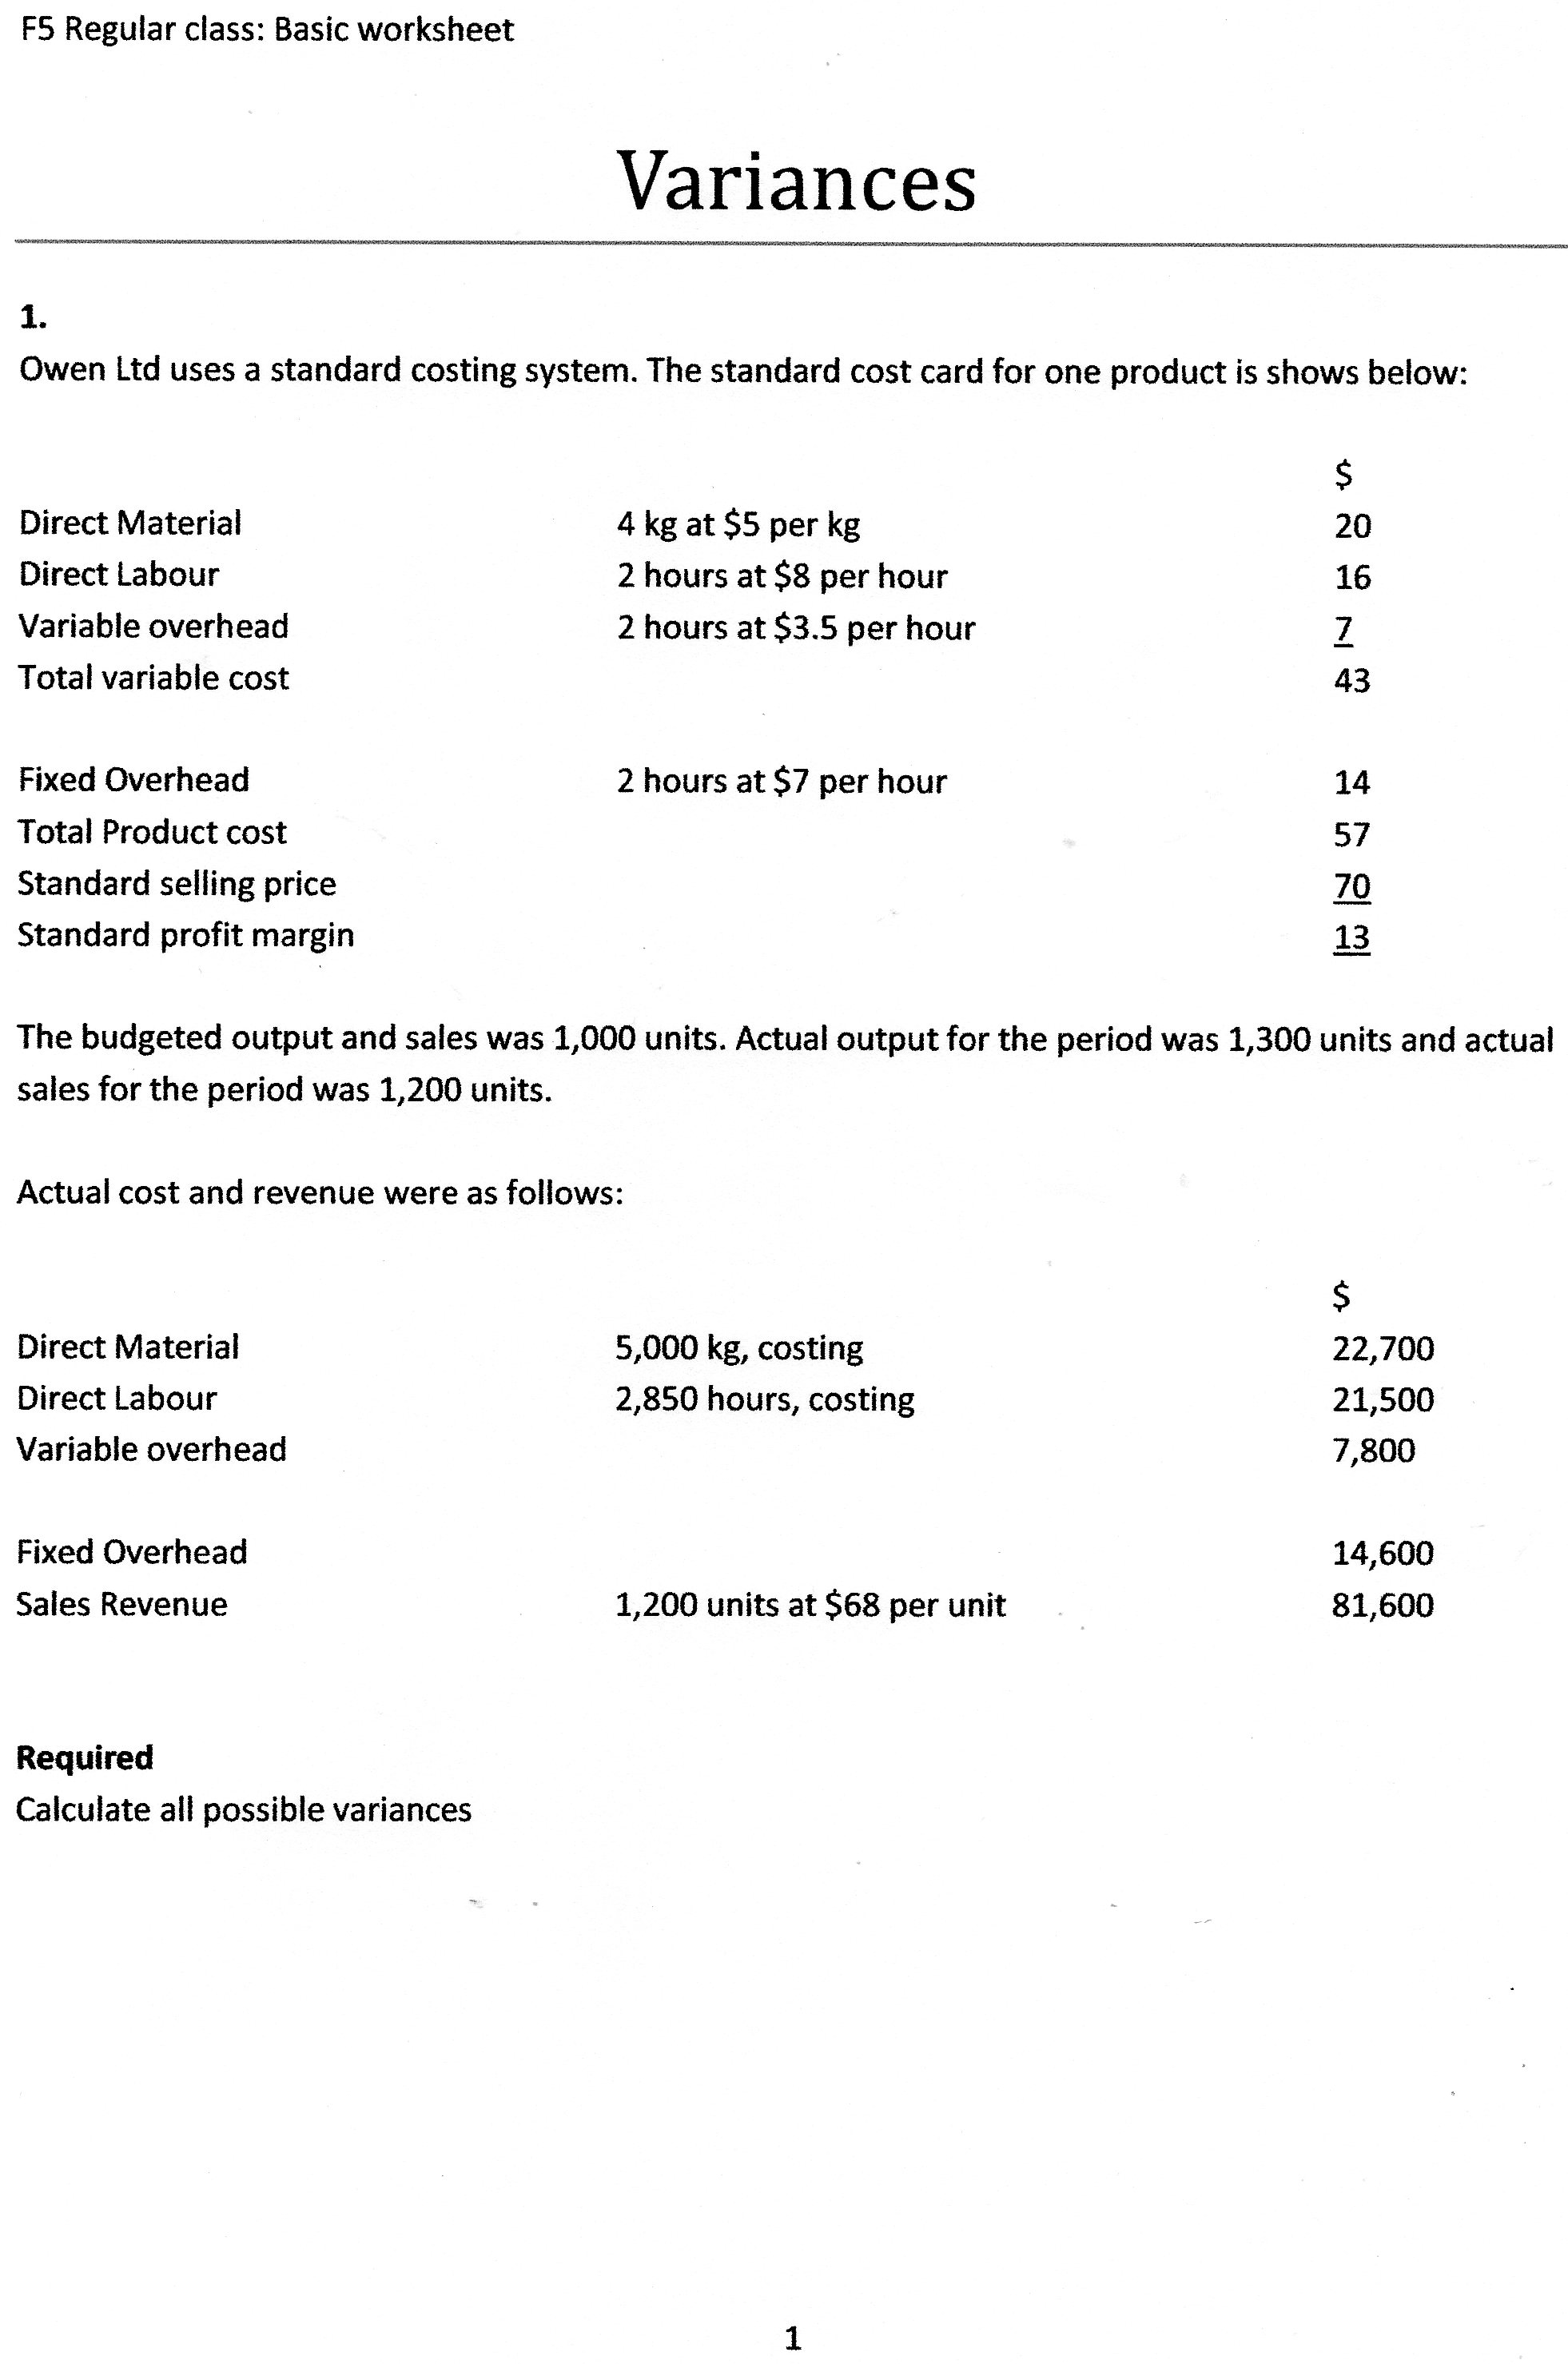 F5 Regular class: Basic worksheet
Variances
1.
Owen Ltd uses a standard costing system. The standard cost card for one product is shows below:
$
Direct Material 4 kg at $5 per kg 20
Direct Labour 2 hours at $8 per hour 16
Variable overhead 2 hours at $3.5 per hour 7
Total variable cost 43
Fixed Overhead 2 hours at $7 per hour 14
Total Product cost 57
Standard selling price 70
Standard profit margin 13
The budgeted output and sales was 1,000 units. Actual output for the period was 1,300 units and actual
sales for the period was 1,200 units.
Actual cost and revenue were as follows:
$
Direct Material 5,000 kg, costing 22,700
Direct Labour 2,850 hours, costing 21,500
Variable overhead 7,800
Fixed Overhead 14,600
Sales Revenue 1,200 units at $68 per unit 81,600
Required
Calculate all possible variances
1